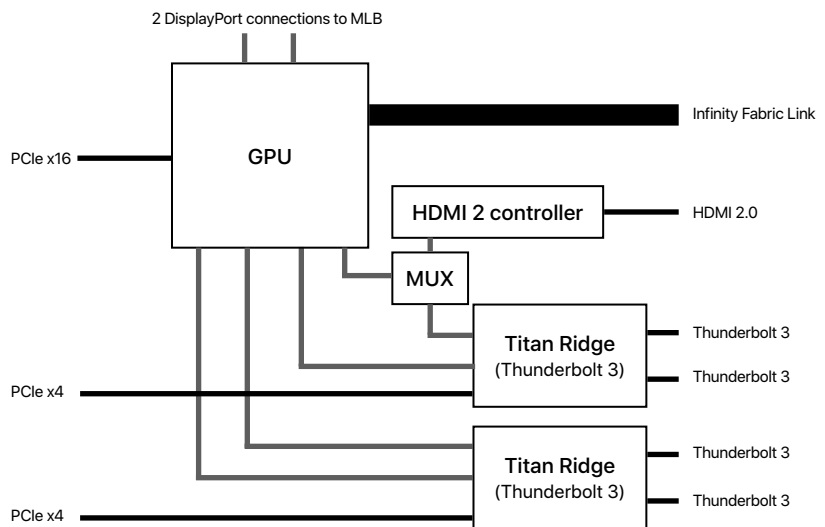 2 DisplayPort connections to MLB
Infinity Fabric Link
GPU
PCIe x16
HDMI 2 controller
HDMI 2.0
MUX
Titan Ridge
(Thunderbolt 3)
Thunderbolt 3
Thunderbolt 3
PCIe x4
Titan Ridge
(Thunderbolt 3)
Thunderbolt 3
Thunderbolt 3
PCIe x4